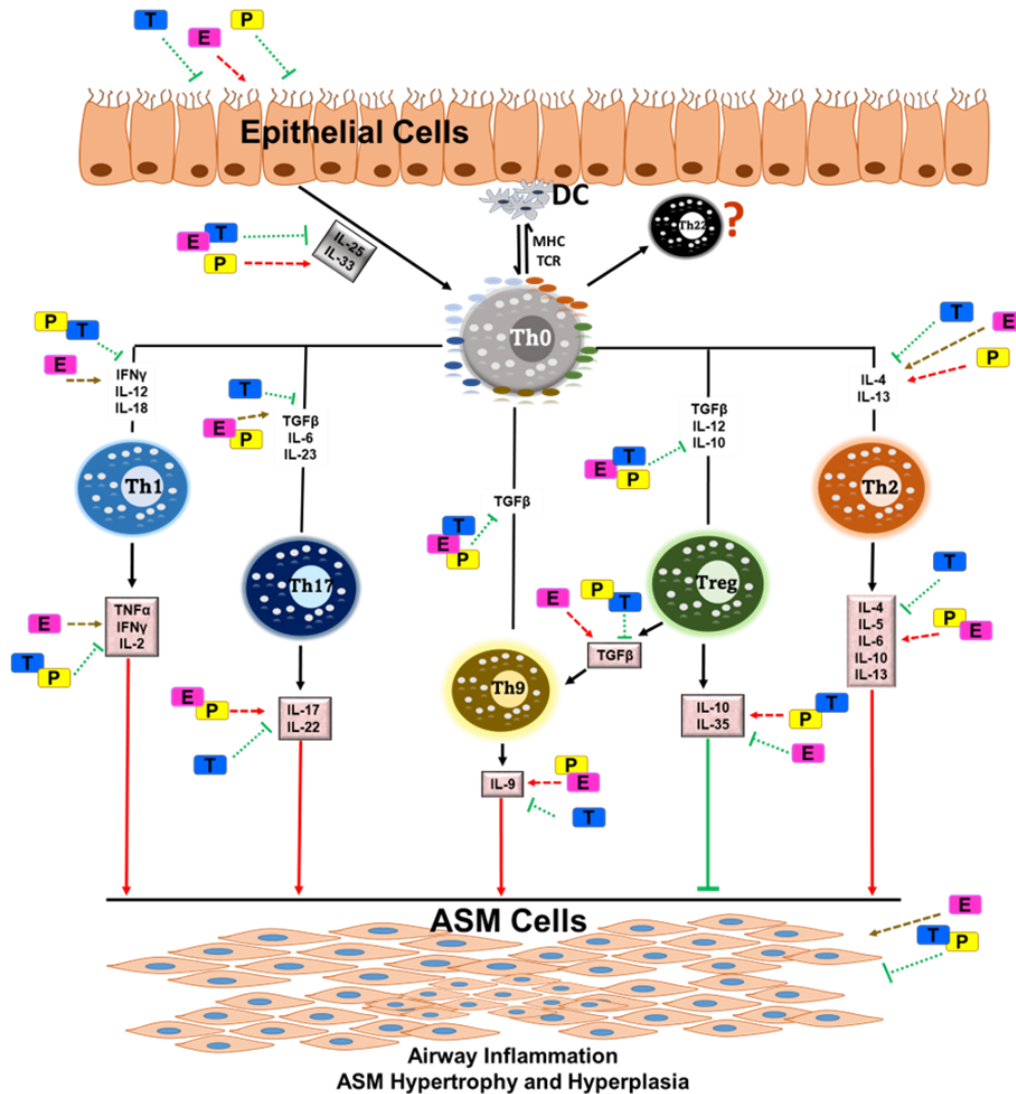 T
E
P
Epithelial Cells
DC
MHC
TCR
Th22
?
E
T
P
IL-25
IL-33
Th0
P
T
E
IFNγ
IL-12
IL-18
T
E
P
TGFβ
IL-6
IL-23
TGFβ
T
E
P
TGFβ
IL-12
IL-10
E
T
P
T
E
P
IL-4
IL-13
Th1
Th17
Th9
Treg
Th2
E
T
P
TNFα
IFNγ
IL-2
E
P
T
IL-17
IL-22
E
P
T
TGFβ
IL-9
P
E
T
IL-10
IL-35
T
P
E
T
P
E
IL-4
IL-5
IL-6
IL-10
IL-13
ASM Cells
E
T
P
Airway Inflammation
ASM Hypertrophy and Hyperplasia